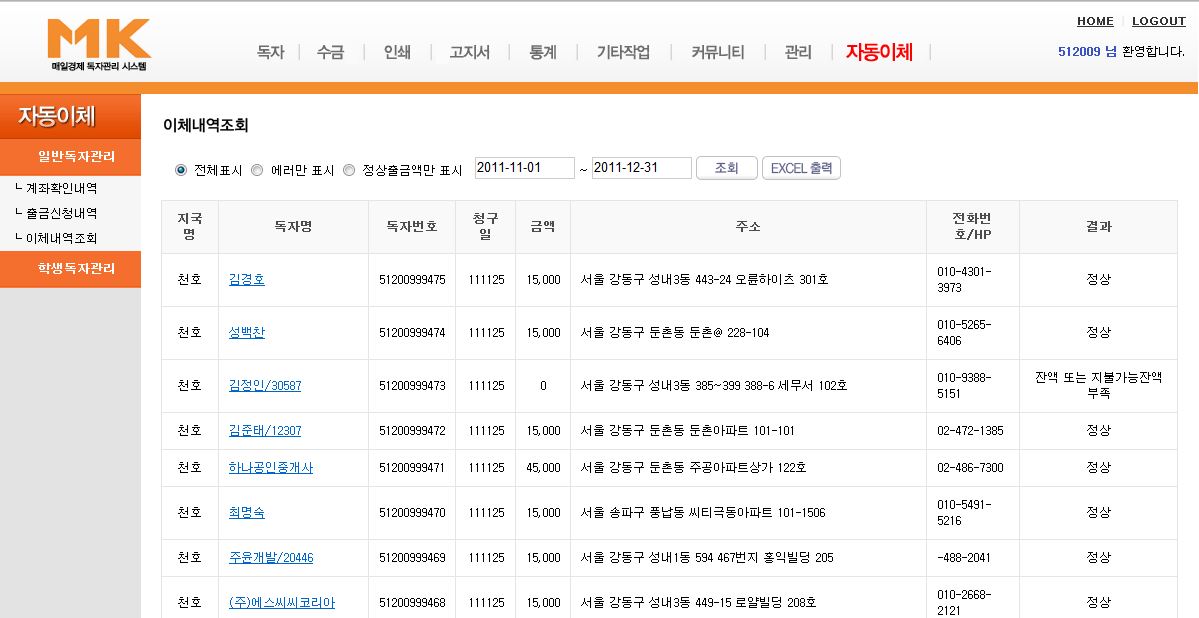 HOME LOGOUT
MK
매일경제 독자관리 시스템
독자 수금 인쇄 고지서 통계 기타작업 커뮤니티 관리 자동이체
512009 님 환영합니다.
자동이체
일반독자관리
└ 계좌확인내역
└ 출금신청내역
└ 이체내역조회
학생독자관리
이체내역조회
전체표시 에러만 표시 정상출금액만 표시 2011-11-01 ~ 2011-12-31 조회 EXCEL 출력
지국
명
독자명
독자번호
청구
일
금액
주소
전화번
호/HP
결과
천호 김경호 51200999475 111125 15,000 서울 강동구 성내3동 443-24 오륜하이츠 301호 010-4301-
3973
정상
천호 성백찬 51200999474 111125 15,000 서울 강동구 둔촌동 둔촌@ 228-104 010-5265-
6406
정상
천호 김정인/30587 51200999473 111125 0 서울 강동구 성내3동 385~399 388-6 세무서 102호 010-9388-
5151
잔액 또는 지불가능잔액
부족
천호 김준태/12307 51200999472 111125 15,000 서울 강동구 둔촌동 둔촌아파트 101-101 02-472-1385 정상
천호 하나공인중개사 51200999471 111125 45,000 서울 강동구 둔촌동 주공아파트상가 122호 02-486-7300 정상
천호 최명숙 51200999470 111125 15,000 서울 송파구 풍납동 씨티극동아파트 101-1506 010-5491-
5216
정상
천호 주윤개발/20446 51200999469 111125 15,000 서울 강동구 성내1동 594 467번지 홍익빌딩 205 -488-2041 정상
천호 (주)에스씨씨코리아 51200999468 111125 15,000 서울 강동구 성내3동 449-15 로얄빌딩 208호 010-2668-
2121
정상